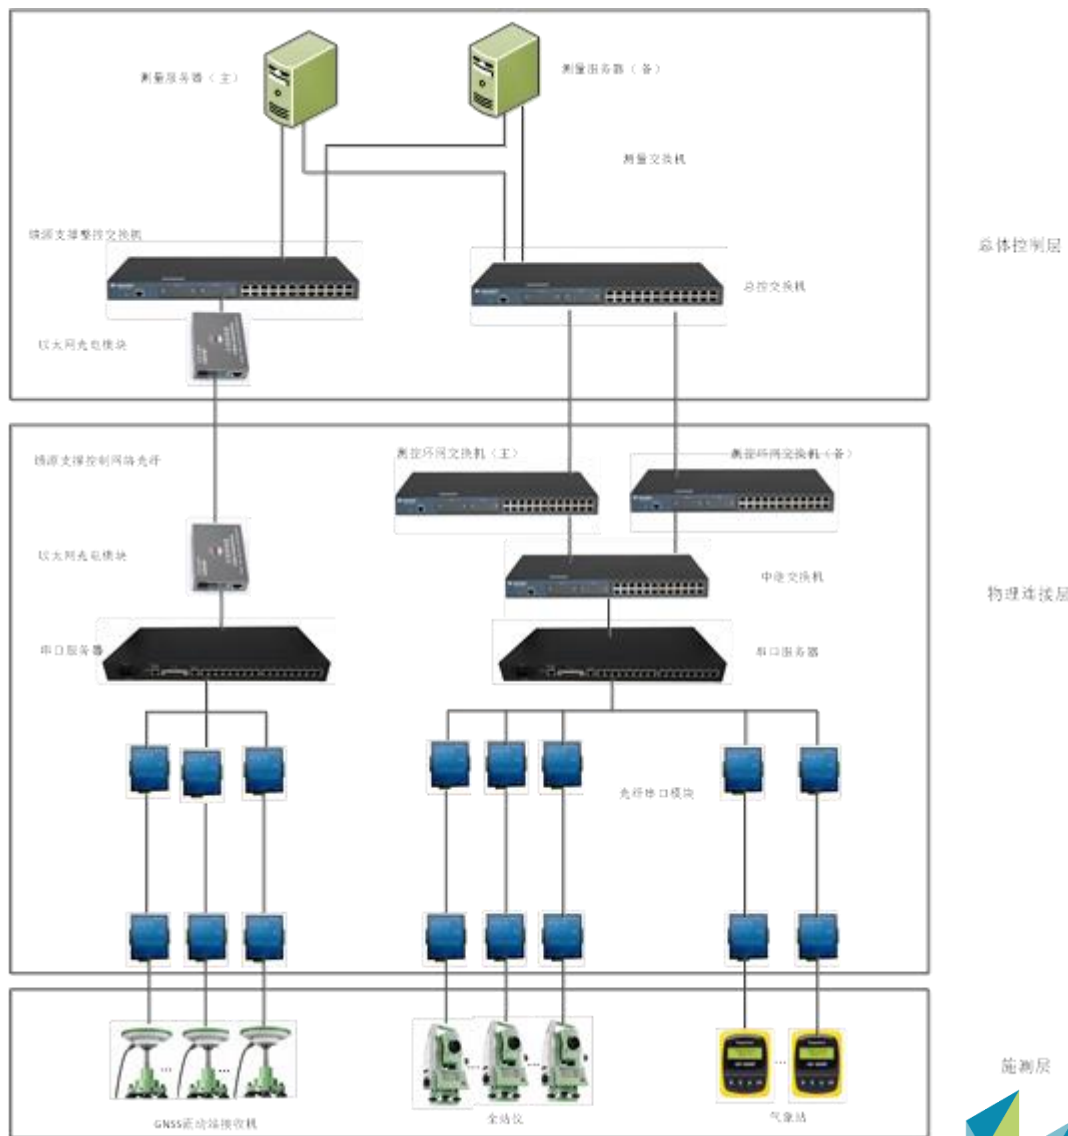 测量服务器（主）
测量服务器（备）
测量交换机
馈源支撑整控交换机
总体控制层
总控交换机
以太网光电模块
馈源支撑控制网络光纤
测控环网交换机（主）
测控环网交换机（备）
以太网光电模块
中继交换机
物理连接层
串口服务器
串口服务器
光纤串口模块
...
...
...
...
...
施测层
GNSS流动站接收机
全站仪
气象站